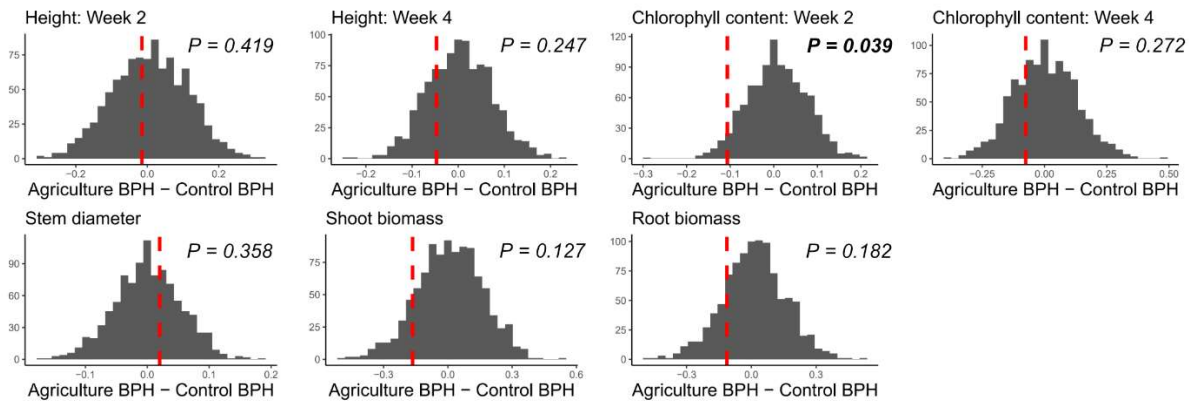 Height: Week 2
P = 0.419
75
50
25
0
−0.2
0.0
0.2
Agriculture BPH − Control BPH
Height: Week 4
P = 0.247
100
75
50
25
0
−0.2
−0.1
0.0
0.1
0.2
Agriculture BPH − Control BPH
Chlorophyll content: Week 2
P = 0.039
120
90
60
30
0
−0.3
−0.2
−0.1
0.0
0.1
0.2
Agriculture BPH − Control BPH
Chlorophyll content: Week 4
P = 0.272
100
75
50
25
0
−0.25
0.00
0.25
0.50
Agriculture BPH − Control BPH
Stem diameter
P = 0.358
90
60
30
0
−0.1
0.0
0.1
0.2
Agriculture BPH − Control BPH
Shoot biomass
P = 0.127
75
50
25
0
−0.3
0.0
0.3
0.6
Agriculture BPH − Control BPH
Root biomass
P = 0.182
100
75
50
25
0
−0.3
0.0
0.3
Agriculture BPH − Control BPH